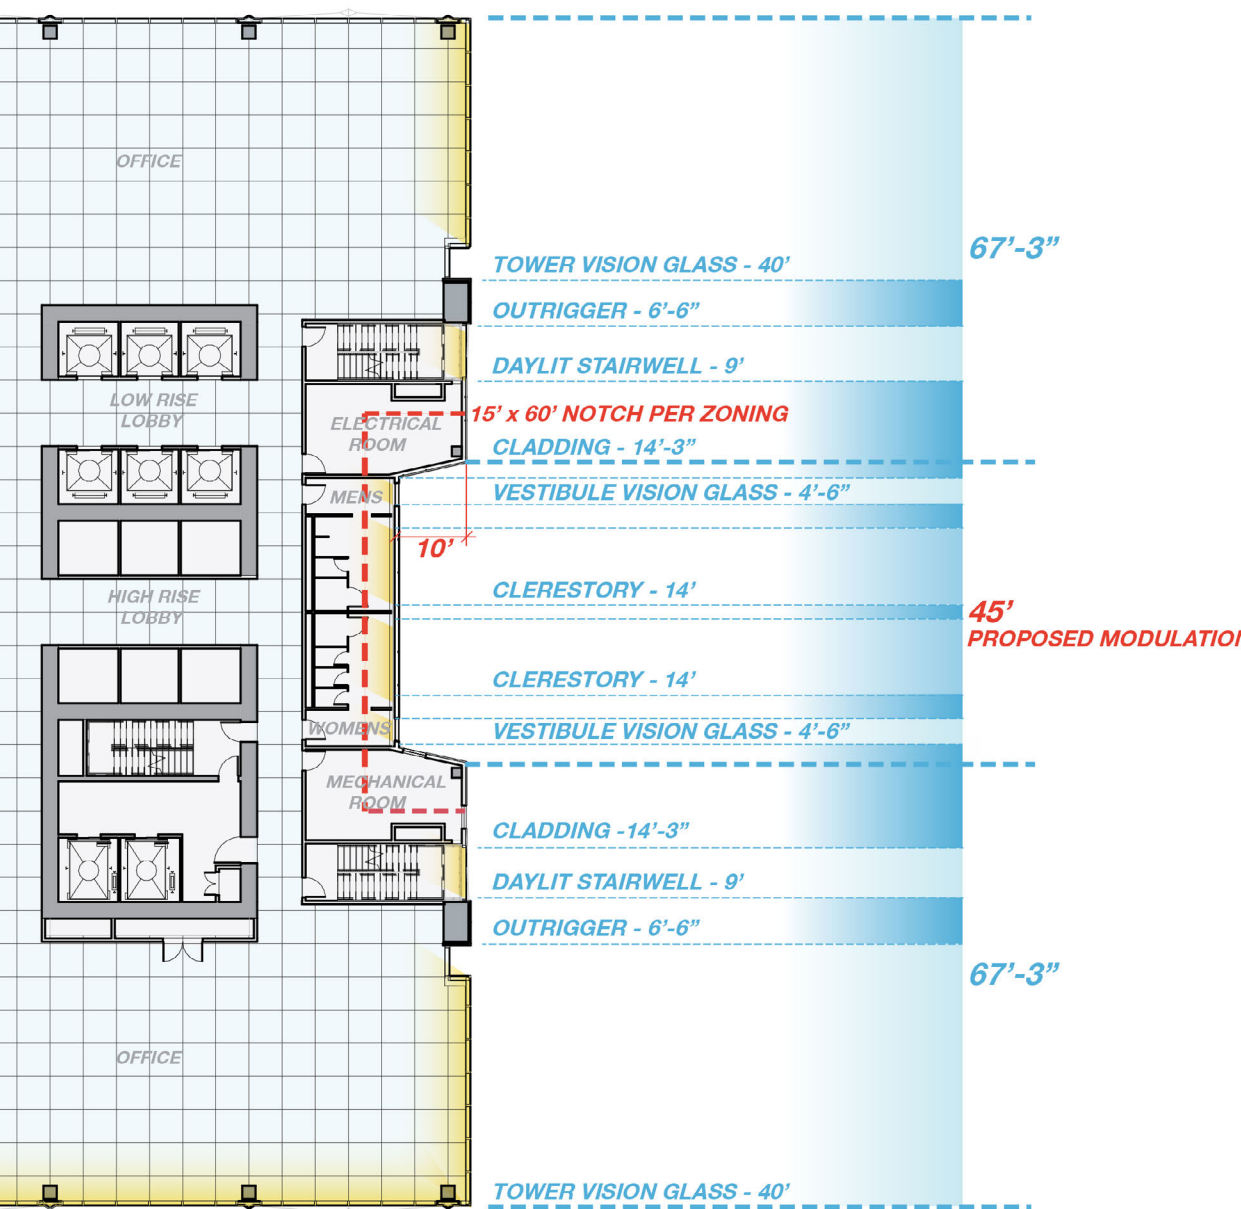 OFFICE
67’-3”
TOWER VISION GLASS - 40’
OUTRIGGER - 6’-6”
DAYLIT STAIRWELL - 9’
LOW RISE
LOBBY
15’ x 60’ NOTCH PER ZONING
ELECTRICAL
ROOM
CLADDING - 14’-3”
MENS
VESTIBULE VISION GLASS - 4’-6”
10’
HIGH RISE
LOBBY
CLERESTORY - 14’
45’
PROPOSED MODULATION
CLERESTORY - 14’
WOMENS
VESTIBULE VISION GLASS - 4’-6”
MECHANICAL
ROOM
CLADDING -14’-3”
DAYLIT STAIRWELL - 9’
OUTRIGGER - 6’-6”
67’-3”
OFFICE
TOWER VISION GLASS - 40’